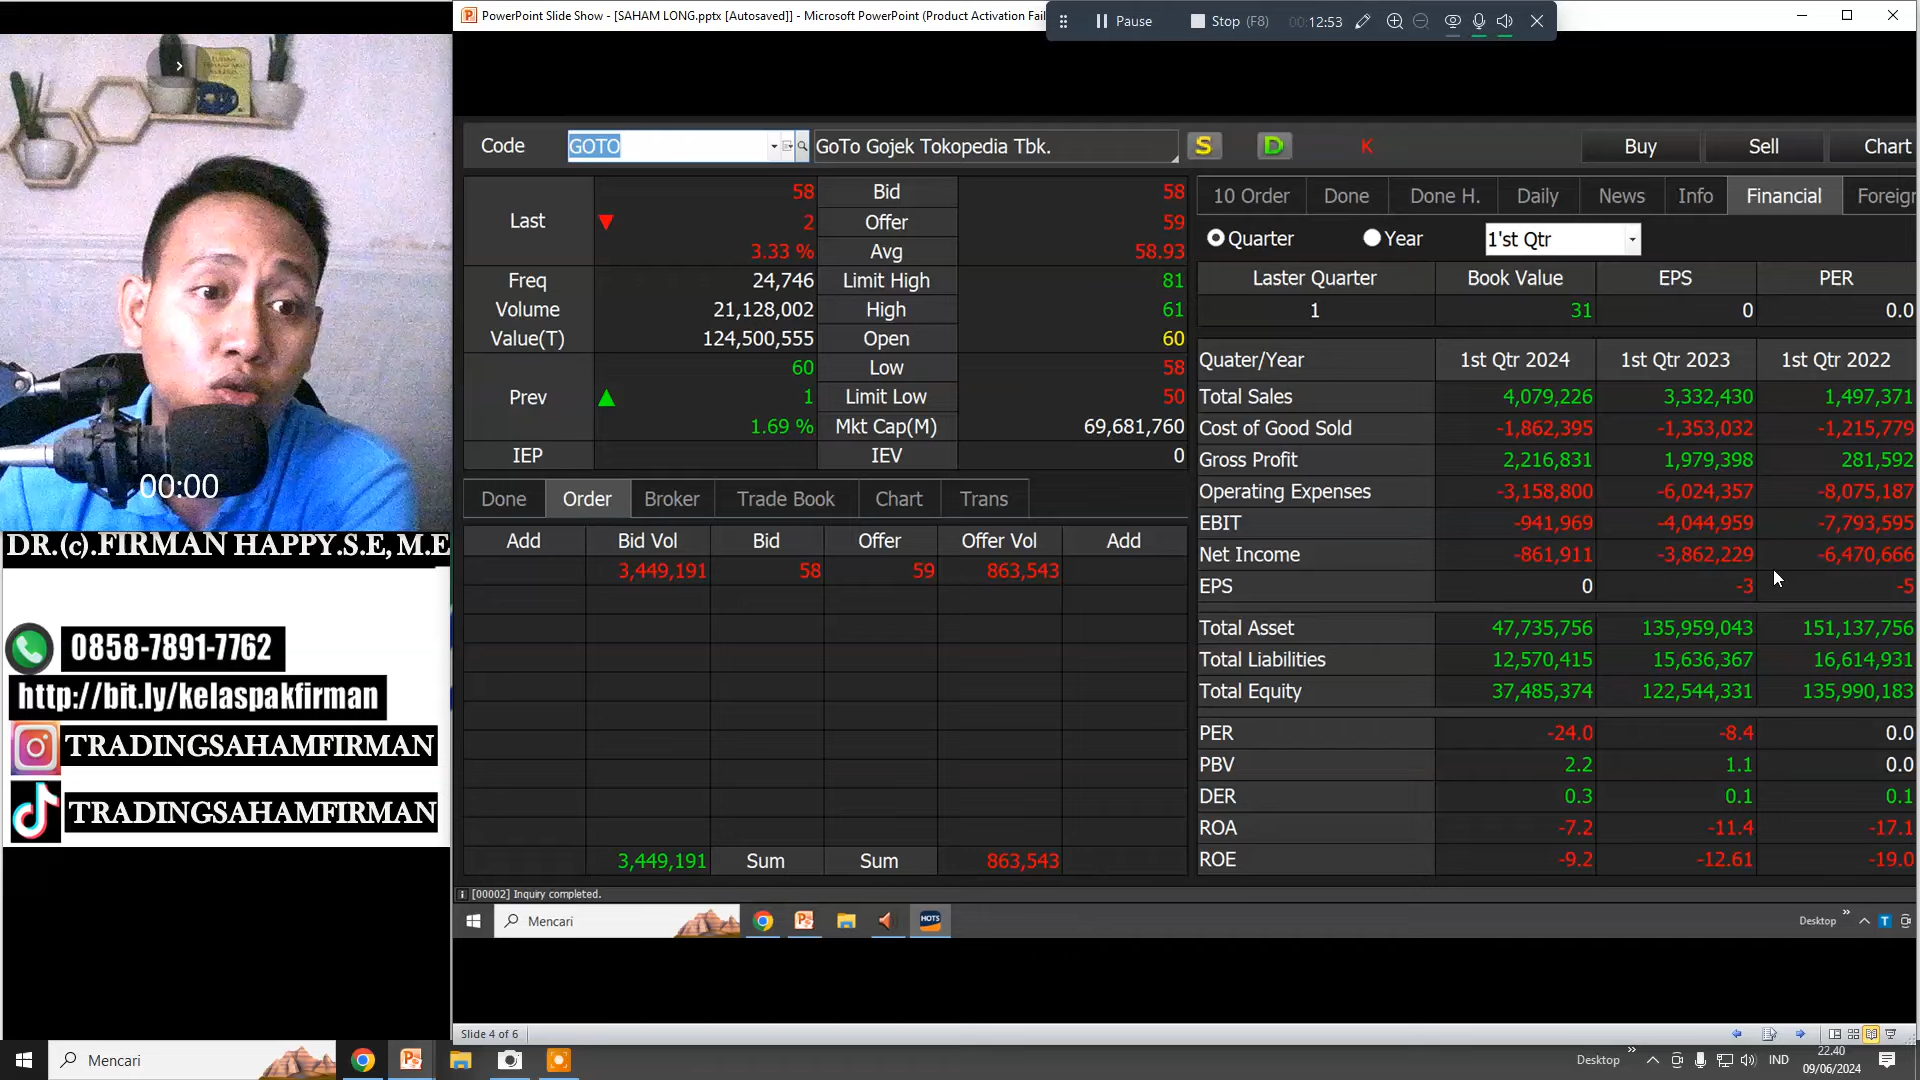 PowerPoint Slide Show - [SAHAM LONG.pptx [Autosaved]] - Microsoft PowerPoint (Product Activation Fail
Pause
Stop (F8)
00:12:53
Code
GOTO
GoTo Gojek Tokopedia Tbk.
S
D
K
Buy
Sell
Chart
Last
58
2
3.33 %
Bid 58
Offer 59
Avg 58.93
Freq 24,746 Limit High 81
Volume 21,128,002 High 61
Value(T) 124,500,555 Open 60
Prev
60
1
1.69 %
Low 58
Limit Low 50
Mkt Cap(M) 69,681,760
IEP IEV 0
Done Order Broker Trade Book Chart Trans
Add Bid Vol Bid Offer Offer Vol Add
3,449,191 58 59 863,543
3,449,191 Sum Sum 863,543
[00002] Inquiry completed.
10 Order Done Done H. Daily News Info Financial Foreign
Quarter Year 1'st Qtr
Laster Quarter Book Value EPS PER
1 31 0 0.0
Quater/Year 1st Qtr 2024 1st Qtr 2023 1st Qtr 2022
Total Sales 4,079,226 3,332,430 1,497,371
Cost of Good Sold -1,862,395 -1,353,032 -1,215,779
Gross Profit 2,216,831 1,979,398 281,592
Operating Expenses -3,158,800 -6,024,357 -8,075,187
EBIT -941,969 -4,044,959 -7,793,595
Net Income -861,911 -3,862,229 -6,470,666
EPS 0 -3 -5
Total Asset 47,735,756 135,959,043 151,137,756
Total Liabilities 12,570,415 15,636,367 16,614,931
Total Equity 37,485,374 122,544,331 135,990,183
PER -24.0 -8.4 0.0
PBV 2.2 1.1 0.0
DER 0.3 0.1 0.1
ROA -7.2 -11.4 -17.1
ROE -9.2 -12.61 -19.0
00:00
DR.(c).FIRMAN HAPPY.S.E, M.E
0858-7891-7762
http://bit.ly/kelaspakfirman
TRADINGSAHAMFIRMAN
TRADINGSAHAMFIRMAN
Mencari
HOTS
Desktop
Slide 4 of 6
Mencari
Desktop
IND
22.40
09/06/2024